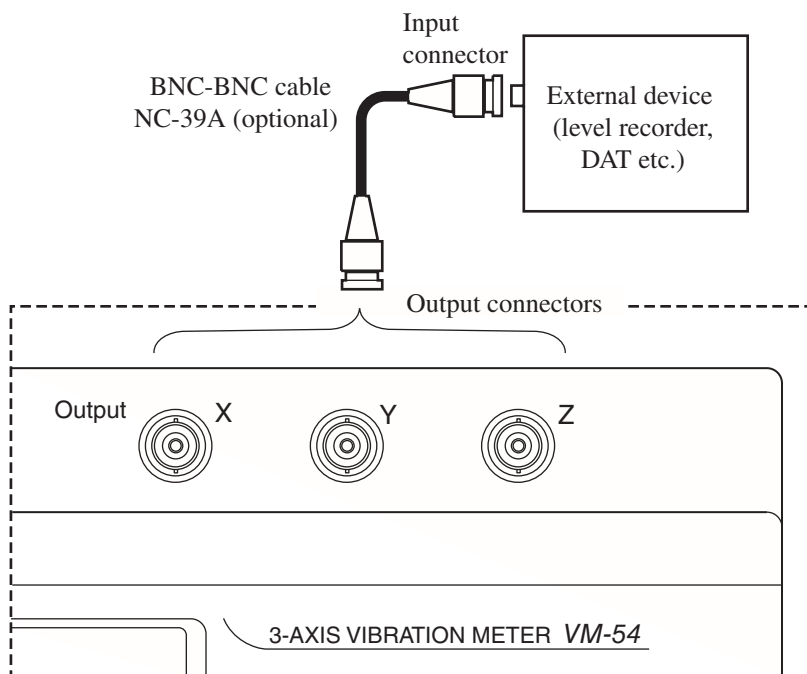 Input
connector
BNC-BNC cable
NC-39A (optional)
External device
(level recorder,
DAT etc.)
Output connectors
Output X Y Z
3-AXIS VIBRATION METER VM-54